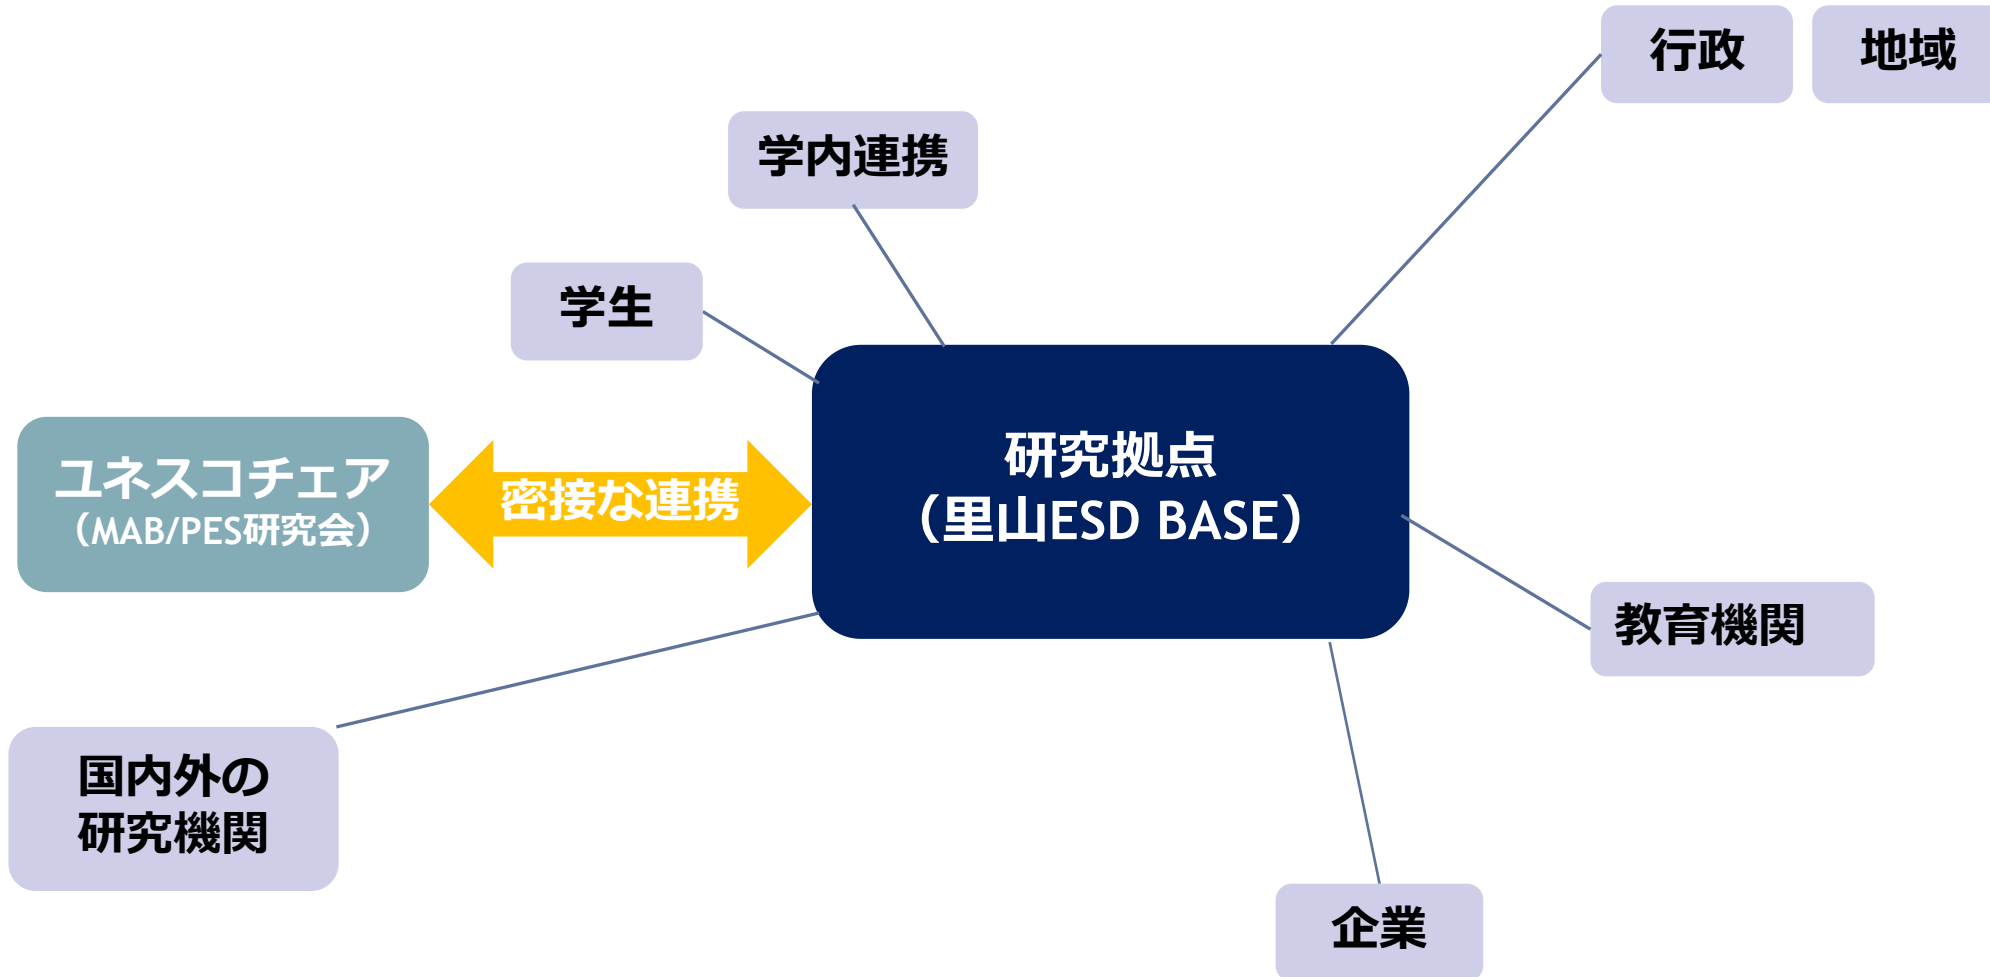 行政
地域
学内連携
学生
研究拠点
（里山ESD BASE）
ユネスコチェア
（MAB/PES研究会）
密接な連携
教育機関
国内外の
研究機関
企業